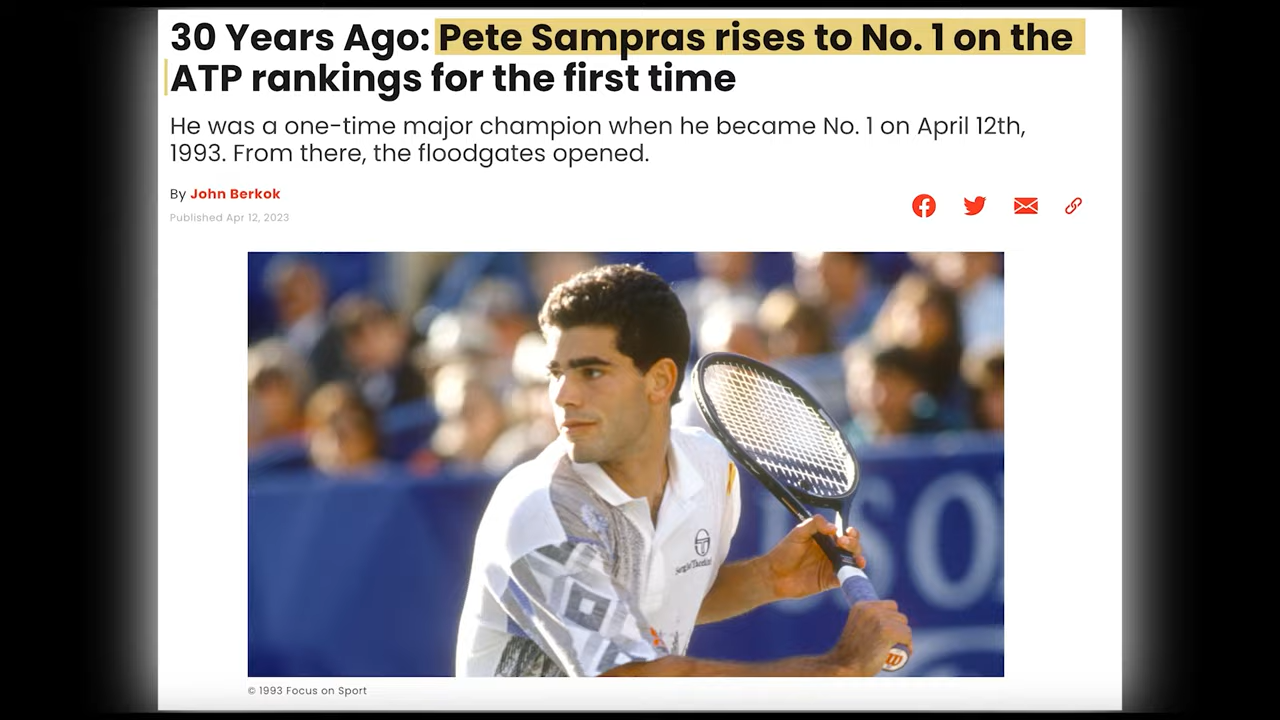 30 Years Ago: Pete Sampras rises to No. 1 on the
ATP rankings for the first time
He was a one-time major champion when he became No. 1 on April 12th,
1993. From there, the floodgates opened.
By John Berkok
Published Apr 12, 2023
Sergio Tacchini
SO
© 1993 Focus on Sport